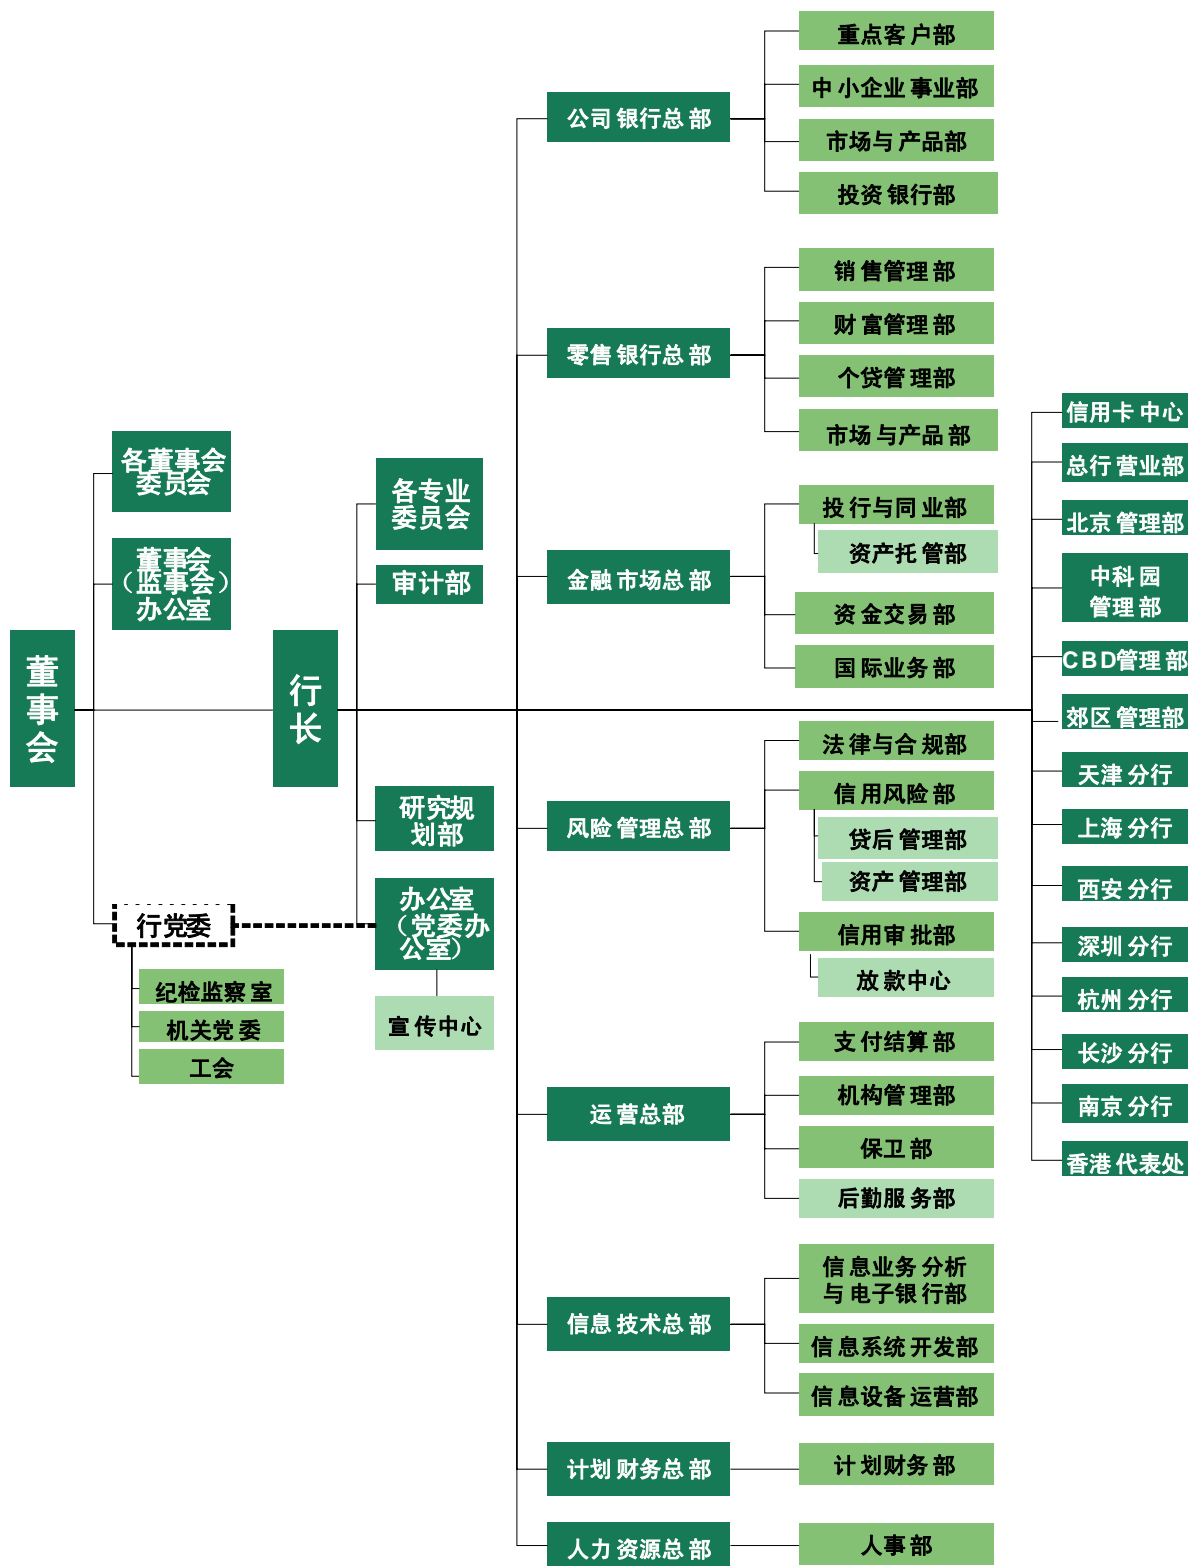 董
事
会
各董事会
委员会
董事会
（监事会）
办公室
行党委
纪检监察室
机关党委
工会
行
长
各专业
委员会
审计部
研究规
划部
办公室
（党委办
公室）
宣传中心
公司银行总部
重点客户部
中小企业事业部
市场与产品部
投资银行部
零售银行总部
销售管理部
财富管理部
个贷管理部
市场与产品部
金融市场总部
投行与同业部
资产托管部
资金交易部
国际业务部
风险管理总部
法律与合规部
信用风险部
贷后管理部
资产管理部
信用审批部
放款中心
运营总部
支付结算部
机构管理部
保卫部
后勤服务部
信息技术总部
信息业务分析
与电子银行部
信息系统开发部
信息设备运营部
计划财务总部
计划财务部
人力资源总部
人事部
信用卡中心
总行营业部
北京管理部
中科园
管理部
CBD管理部
郊区管理部
天津分行
上海分行
西安分行
深圳分行
杭州分行
长沙分行
南京分行
香港代表处